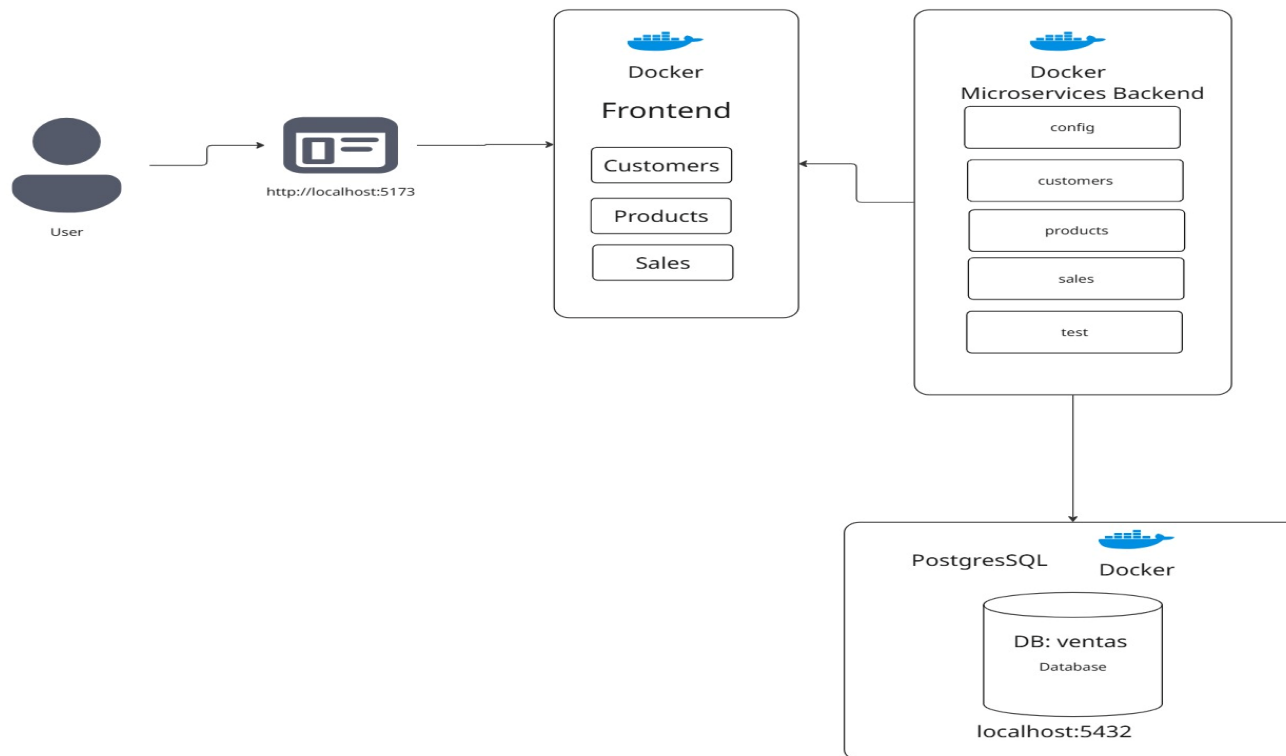 User
http://localhost:5173
Docker
Frontend
Customers
Products
Sales
Docker
Microservices Backend
config
customers
products
sales
test
PostgresSQL
Docker
DB: ventas
Database
localhost:5432